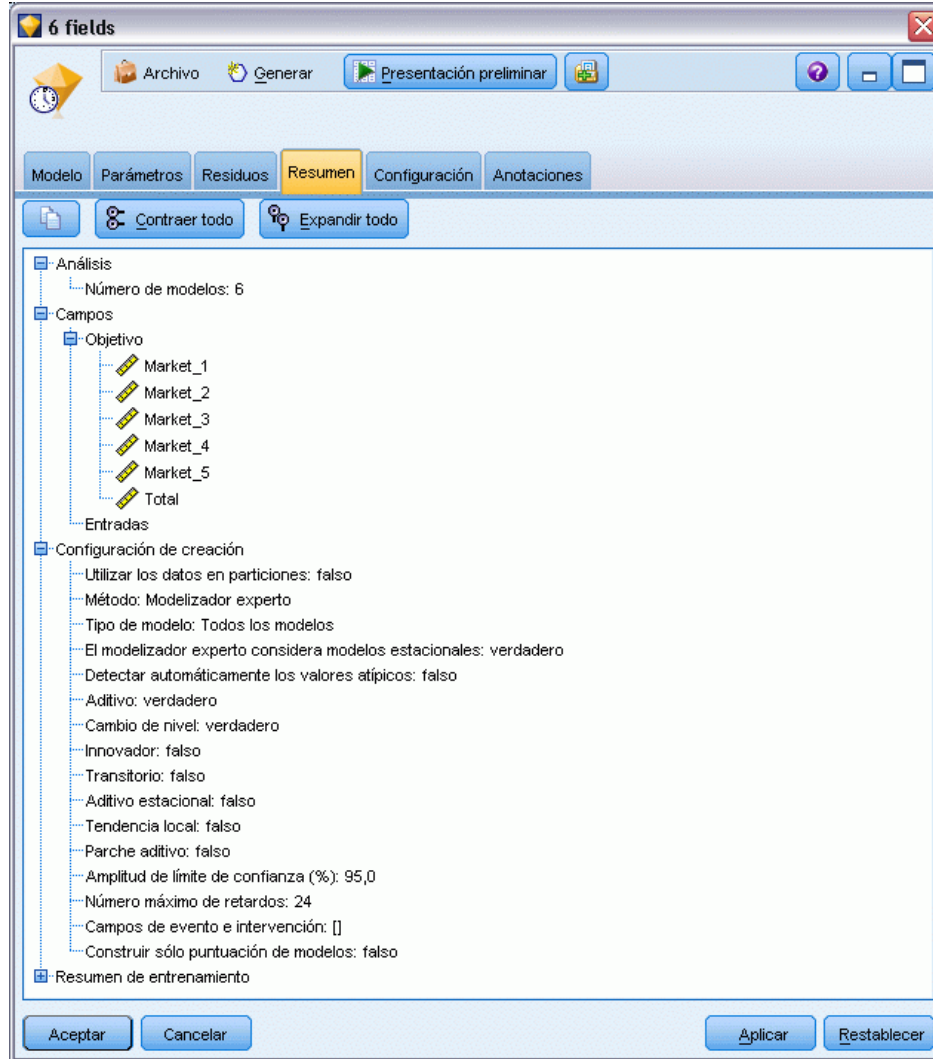 6 fields
Archivo Generar Presentación preliminar
Modelo Parámetros Residuos Resumen Configuración Anotaciones
Contraer todo Expandir todo
Análisis
Número de modelos: 6
Campos
Objetivo
Market_1
Market_2
Market_3
Market_4
Market_5
Total
Entradas
Configuración de creación
Utilizar los datos en particiones: falso
Método: Modelizador experto
Tipo de modelo: Todos los modelos
El modelizador experto considera modelos estacionales: verdadero
Detectar automáticamente los valores atípicos: falso
Aditivo: verdadero
Cambio de nivel: verdadero
Innovador: falso
Transitorio: falso
Aditivo estacional: falso
Tendencia local: falso
Parche aditivo: falso
Amplitud de límite de confianza (%): 95,0
Número máximo de retardos: 24
Campos de evento e intervención: []
Construir sólo puntuación de modelos: falso
Resumen de entrenamiento
Aceptar Cancelar Aplicar Restablecer